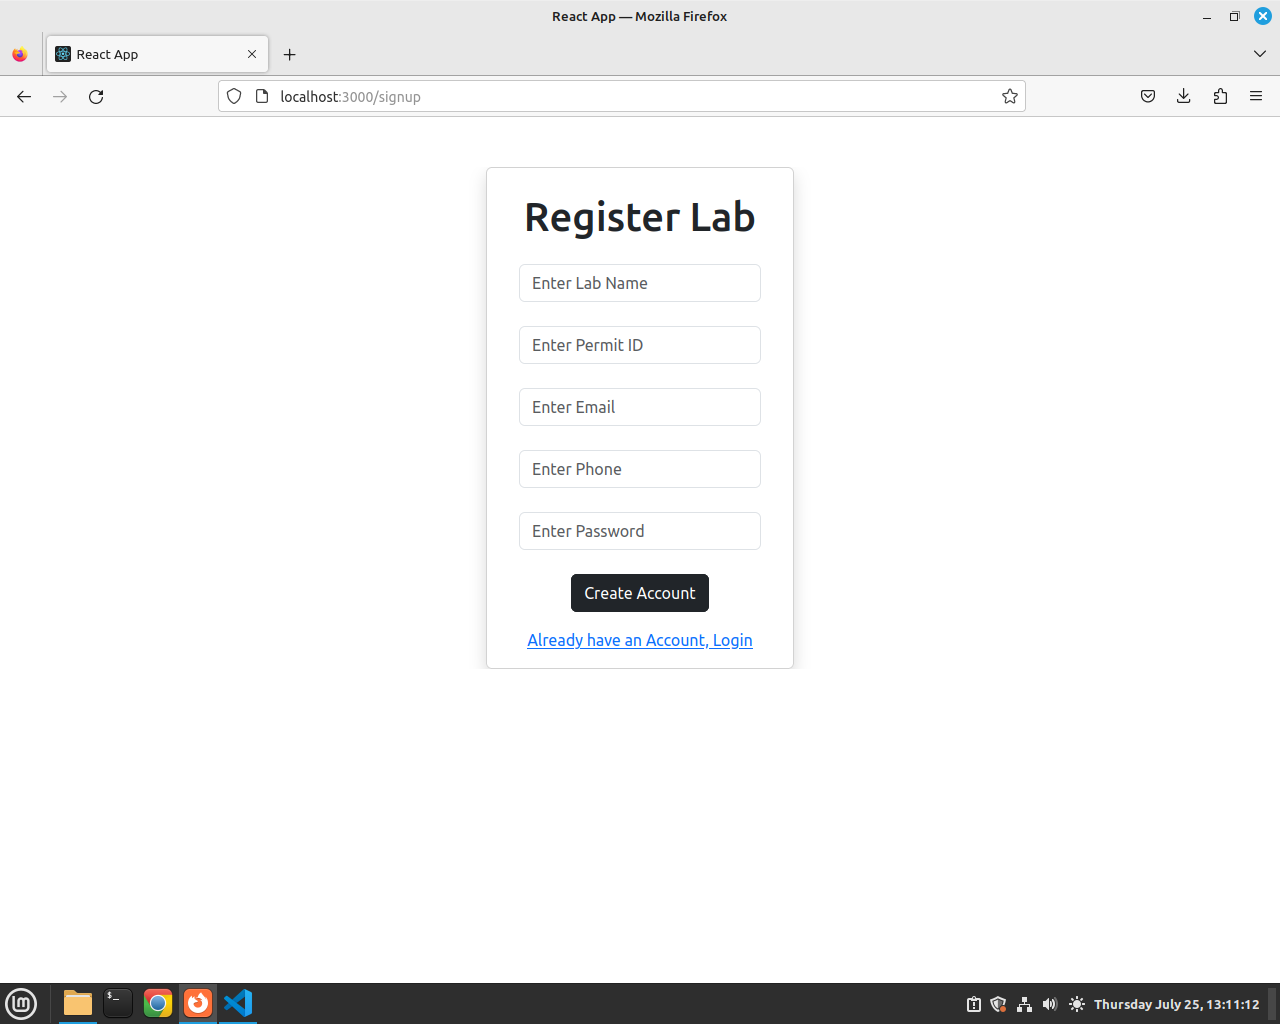 React App — Mozilla Firefox
React App
localhost:3000/signup
Register Lab
Enter Lab Name
Enter Permit ID
Enter Email
Enter Phone
Enter Password
Create Account
Already have an Account, Login
$_
Thursday July 25, 13:11:12